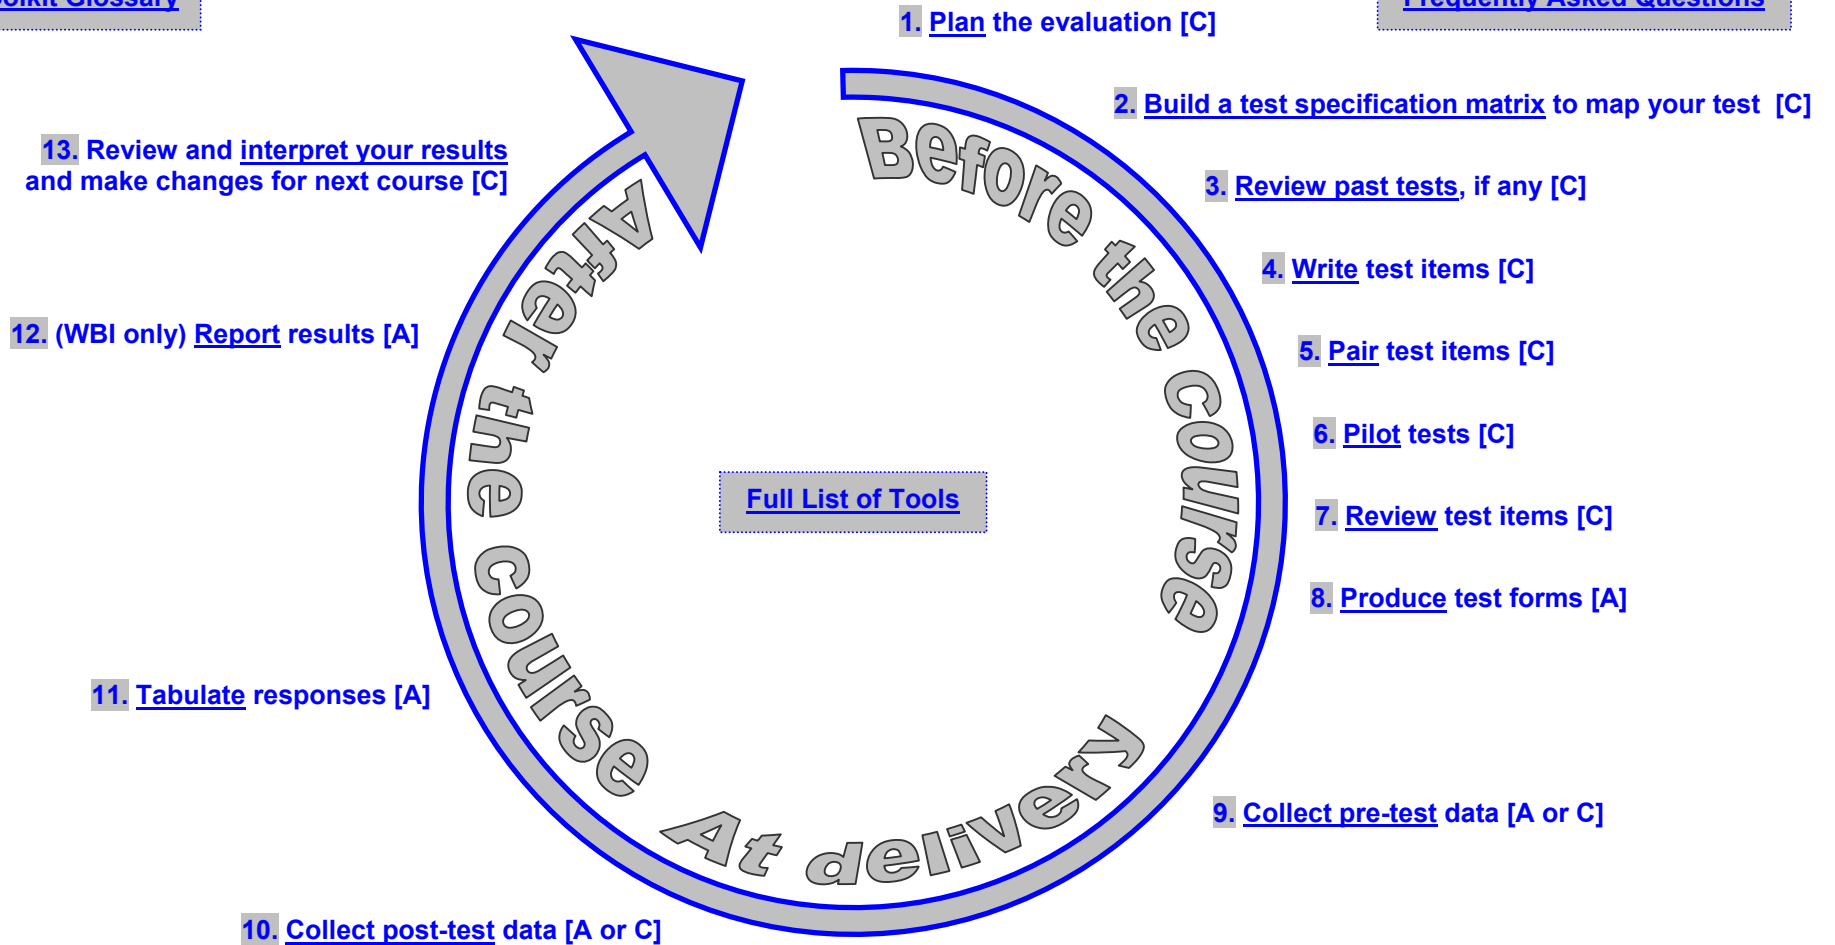 Glossary
Frequently Asked Questions
1. Plan the evaluation [C]
2. Build a test specification matrix to map your test [C]
3. Review past tests, if any [C]
4. Write test items [C]
5. Pair test items [C]
6. Pilot tests [C]
7. Review test items [C]
8. Produce test forms [A]
9. Collect pre-test data [A or C]
10. Collect post-test data [A or C]
11. Tabulate responses [A]
12. (WBI only) Report results [A]
13. Review and interpret your results
and make changes for next course [C]
Before the course
At delivery
After the course
Full List of Tools